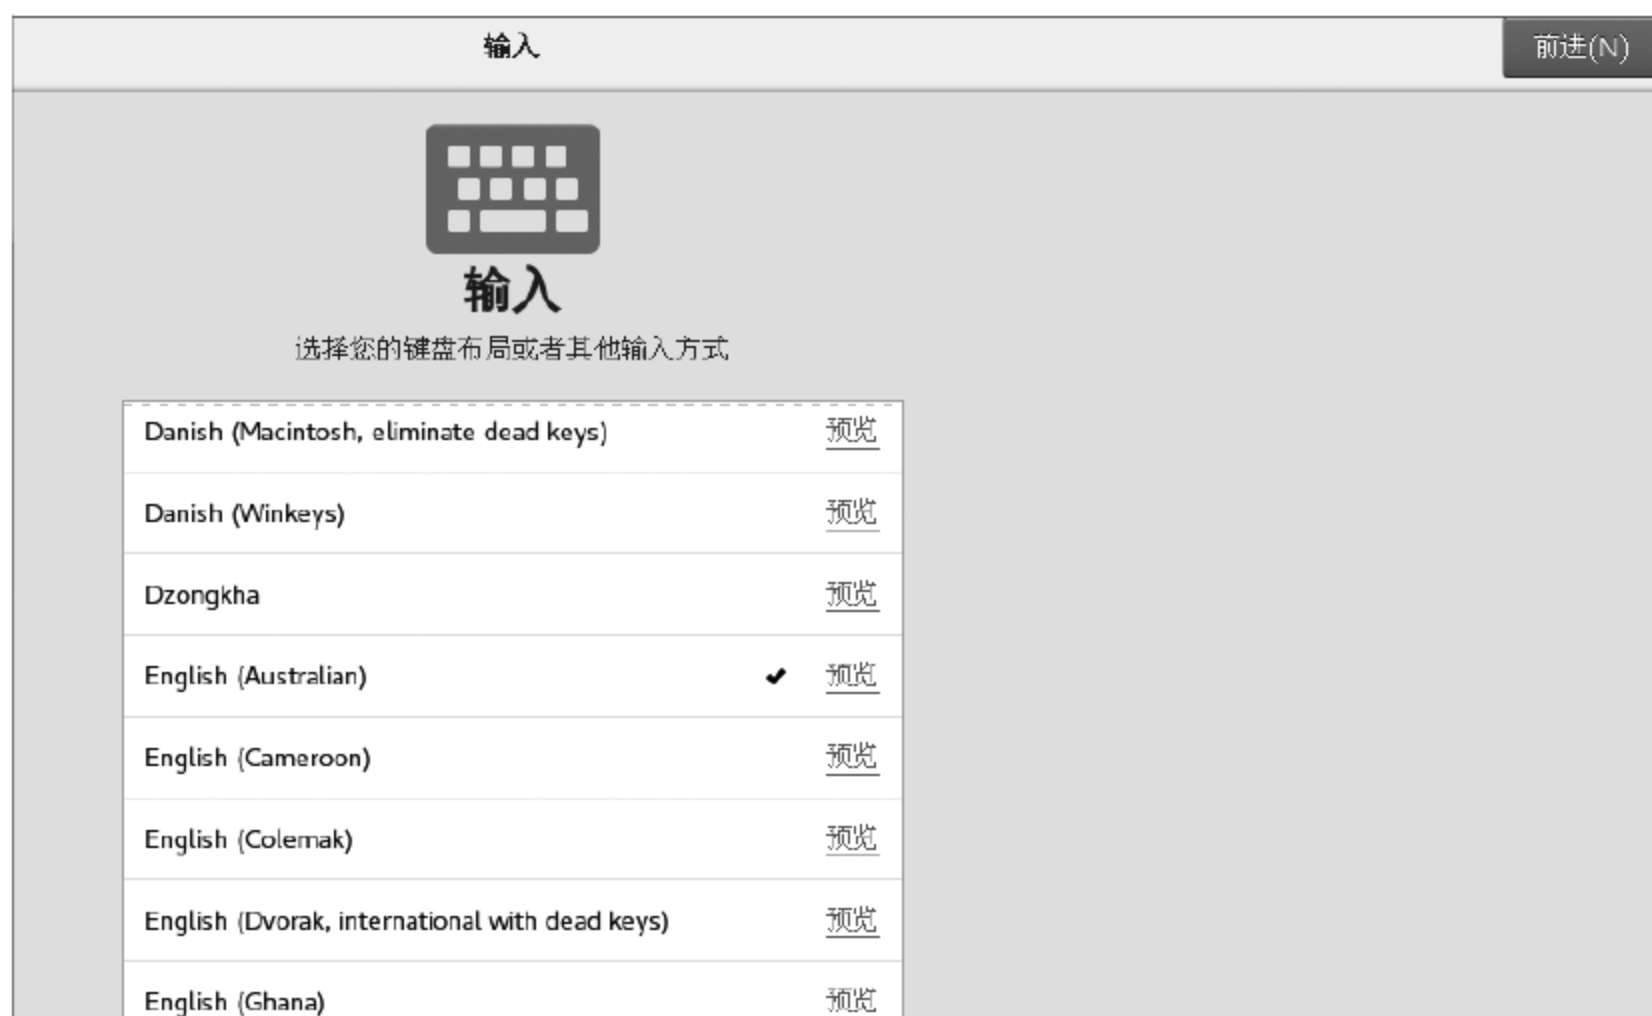 输入
前进(N)
输入
选择您的键盘布局或者其他输入方式
Danish (Macintosh, eliminate dead keys) 预览
Danish (Winkeys) 预览
Dzongkha 预览
English (Australian) 预览
English (Cameroon) 预览
English (Colemak) 预览
English (Dvorak, international with dead keys) 预览
English (Ghana) 预览